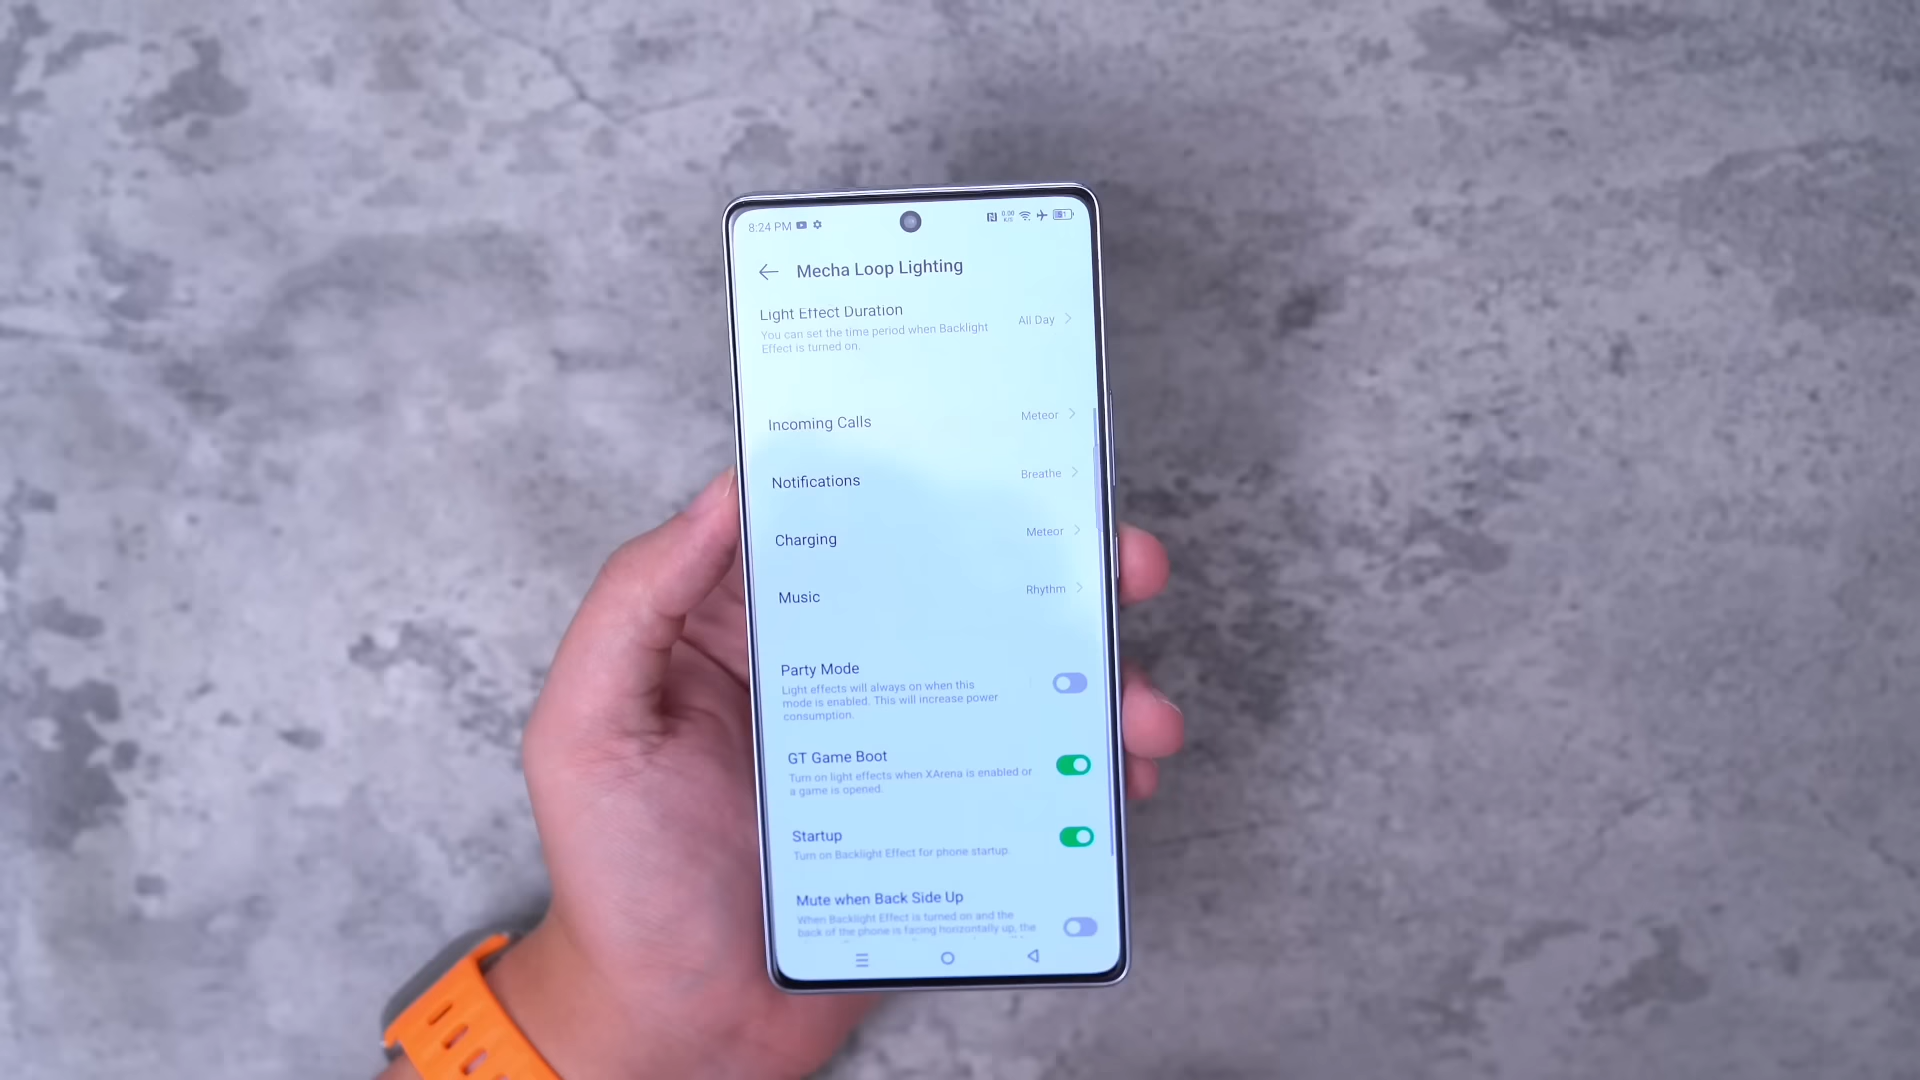 8:24 PM
0.00
K/S
Mecha Loop Lighting
Light Effect Duration
You can set the time period when Backlight
Effect is turned on.
All Day
Incoming Calls
Meteor
Notifications
Breathe
Charging
Meteor
Music
Rhythm
Party Mode
Light effects will always on when this
mode is enabled. This will increase power
consumption.
GT Game Boot
Turn on light effects when XArena is enabled or
a game is opened.
Startup
Turn on Backlight Effect for phone startup.
Mute when Back Side Up
When Backlight Effect is turned on and the
back of the phone is facing horizontally up, the